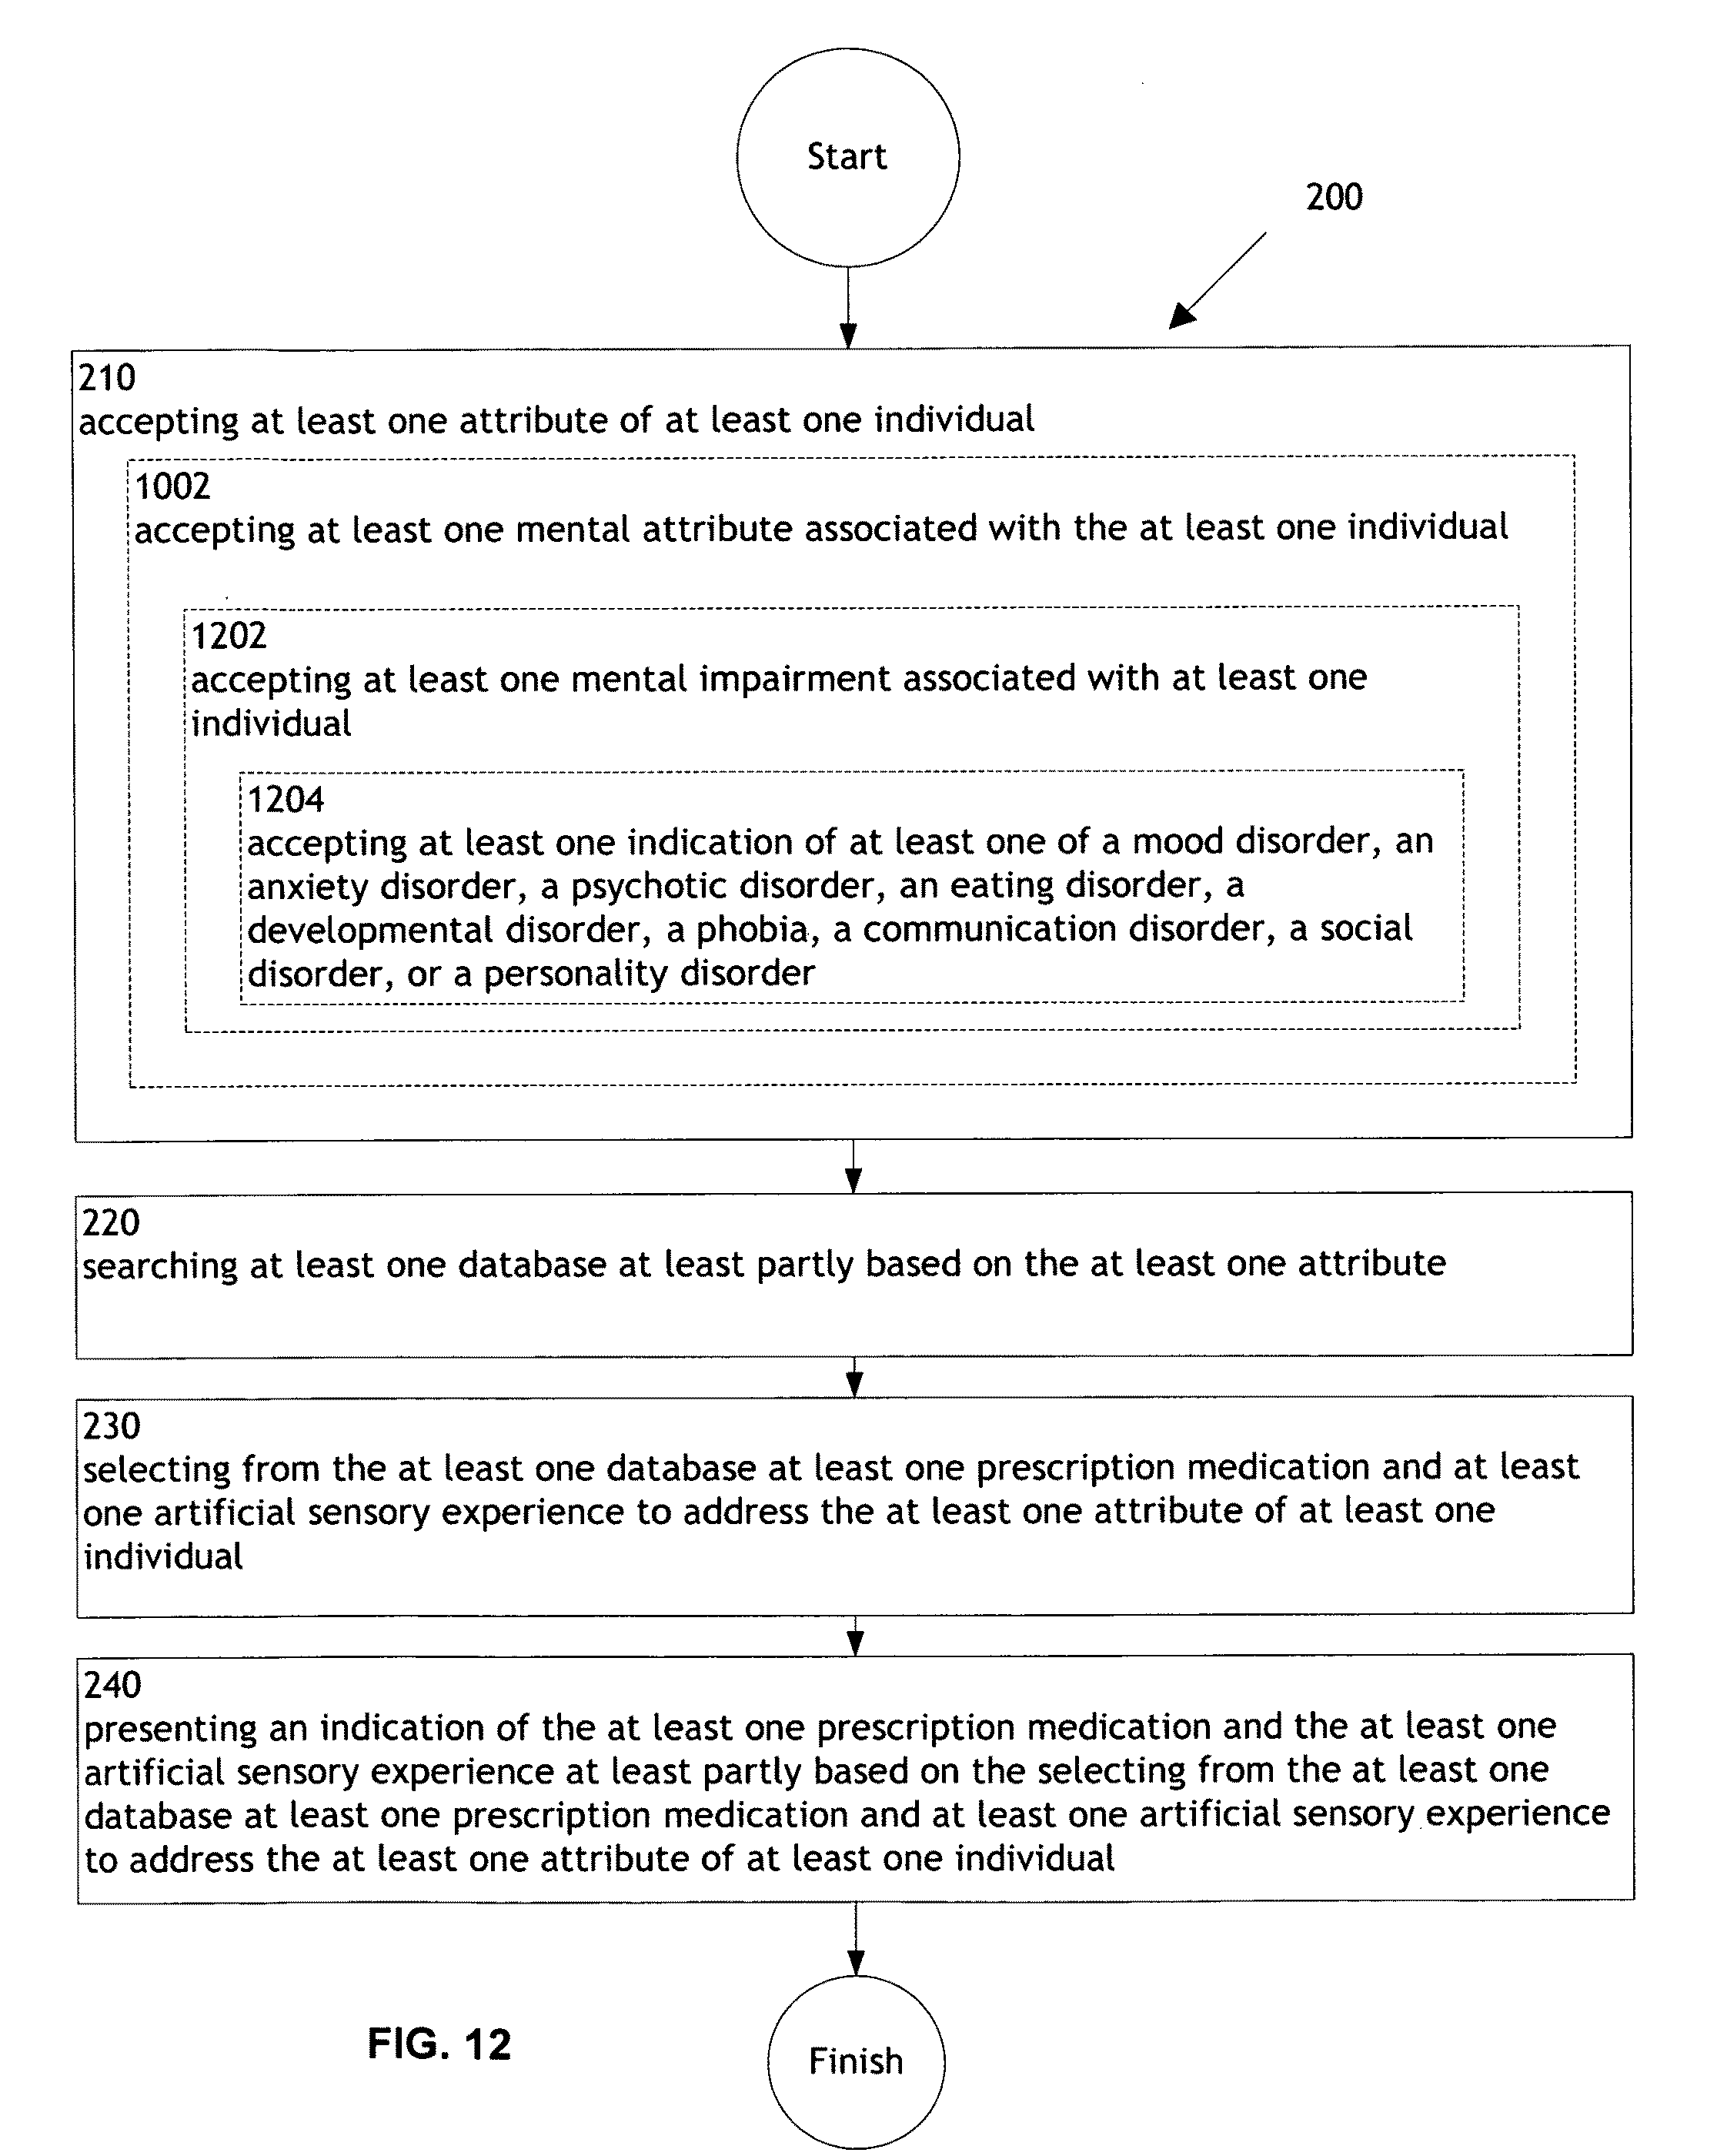 Start
200
210
accepting at least one attribute of at least one individual
1002
accepting at least one mental attribute associated with the at least one individual
1202
accepting at least one mental impairment associated with at least one
individual
1204
accepting at least one indication of at least one of a mood disorder, an
anxiety disorder, a psychotic disorder, an eating disorder, a
developmental disorder, a phobia, a communication disorder, a social
disorder, or a personality disorder
220
searching at least one database at least partly based on the at least one attribute
230
selecting from the at least one database at least one prescription medication and at least
one artificial sensory experience to address the at least one attribute of at least one
individual
240
presenting an indication of the at least one prescription medication and the at least one
artificial sensory experience at least partly based on the selecting from the at least one
database at least one prescription medication and at least one artificial sensory experience
to address the at least one attribute of at least one individual
FIG. 12
Finish